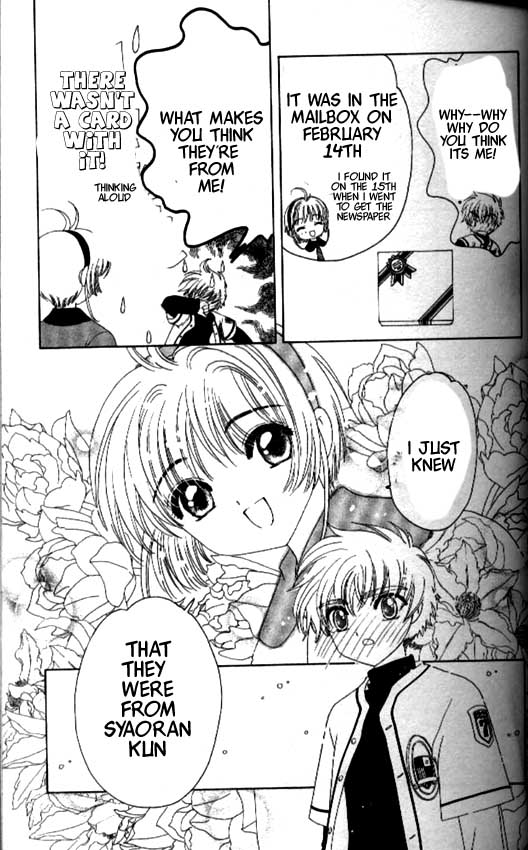 WHY--WHY
WHY DO
YOU THINK
ITS ME!
IT WAS IN THE
MAILBOX ON
FEBRUARY
14TH
I FOUND IT
ON THE 15TH
WHEN I WENT
TO GET THE
NEWSPAPER
WHAT MAKES
YOU THINK
THEY'RE
FROM
ME!
THERE
WASN'T
A CARD
WITH
iT!
THINKING
ALOUD
I JUST
KNEW
THAT
THEY
WERE
FROM
SYAORAN
KUN